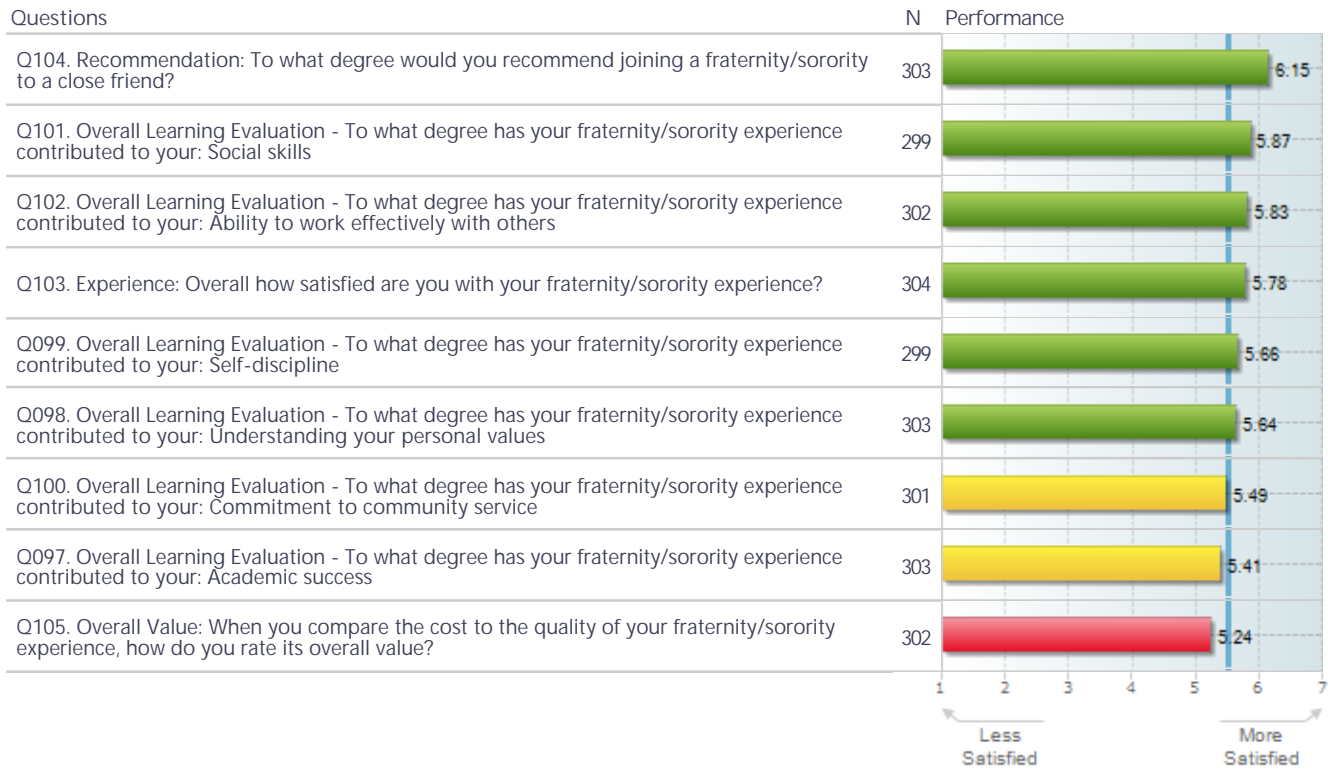 Questions N Performance
Q104. Recommendation: To what degree would you recommend joining a fraternity/sorority
to a close friend?
303
6.15
Q101. Overall Learning Evaluation - To what degree has your fraternity/sorority experience
contributed to your: Social skills
299
5.87
Q102. Overall Learning Evaluation - To what degree has your fraternity/sorority experience
contributed to your: Ability to work effectively with others
302
5.83
Q103. Experience: Overall how satisfied are you with your fraternity/sorority experience?
304
5.78
Q099. Overall Learning Evaluation - To what degree has your fraternity/sorority experience
contributed to your: Self-discipline
299
5.66
Q098. Overall Learning Evaluation - To what degree has your fraternity/sorority experience
contributed to your: Understanding your personal values
303
5.64
Q100. Overall Learning Evaluation - To what degree has your fraternity/sorority experience
contributed to your: Commitment to community service
301
5.49
Q097. Overall Learning Evaluation - To what degree has your fraternity/sorority experience
contributed to your: Academic success
303
5.41
Q105. Overall Value: When you compare the cost to the quality of your fraternity/sorority
experience, how do you rate its overall value?
302
5.24
1 2 3 4 5 6 7
Less
Satisfied
More
Satisfied